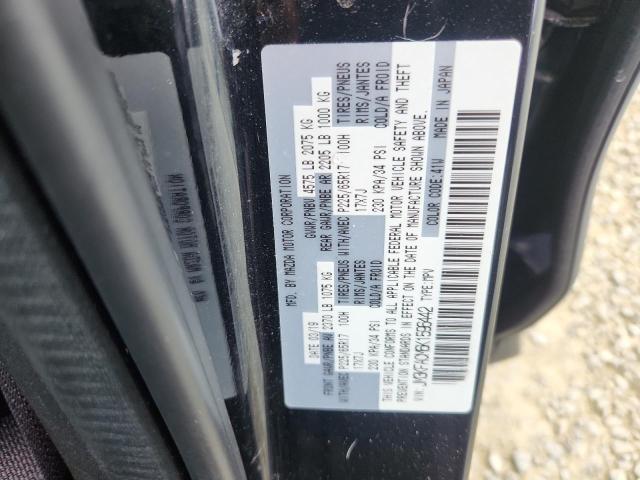 MFD. BY MAZDA MOTOR CORPORATION
DATE 03/19 GVWR/PNBV 4575 LB 2075 KG
FRONT GAWR/PNBE AV 2370 LB 1075 KG REAR GAWR/PNBE AR 2205 LB 1000 KG
WITH/AVEC P225/65R17 100H TIRES/PNEUS WITH/AVEC P225/65R17 100H TIRES/PNEUS
17X7J RIMS/JANTES 17X7J RIMS/JANTES
230 KPA/34 PSI COLD/A FROID 230 KPA/34 PSI COLD/A FROID
THIS VEHICLE CONFORMS TO ALL APPLICABLE FEDERAL MOTOR VEHICLE SAFETY AND THEFT
PREVENTION STANDARDS IN EFFECT ON THE DATE OF MANUFACTURE SHOWN ABOVE.
VIN: TYPE: MPV COLOR CODE: 41W MADE IN JAPAN